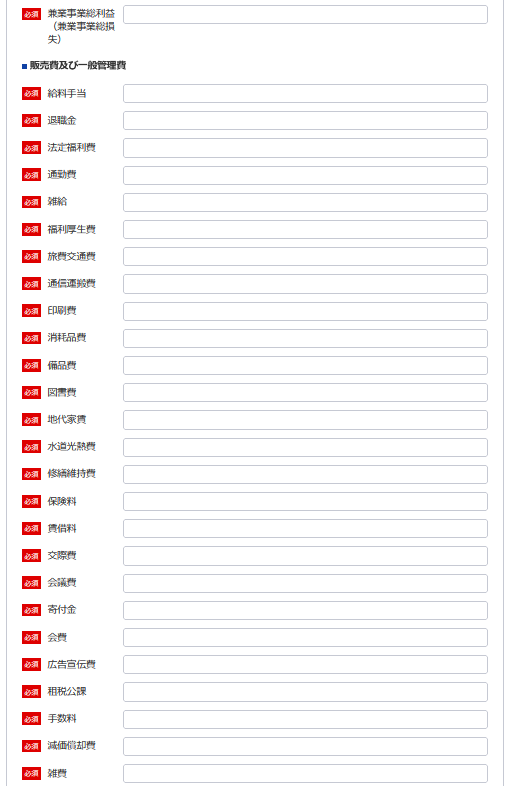 必須 兼業事業総利益
（兼業事業総損
失）
販売費及び一般管理費
必須 給料手当
必須 退職金
必須 法定福利費
必須 通勤費
必須 雑給
必須 福利厚生費
必須 旅費交通費
必須 通信運搬費
必須 印刷費
必須 消耗品費
必須 備品費
必須 図書費
必須 地代家賃
必須 水道光熱費
必須 修繕維持費
必須 保険料
必須 賃借料
必須 交際費
必須 会議費
必須 寄付金
必須 会費
必須 広告宣伝費
必須 租税公課
必須 手数料
必須 減価償却費
必須 雑費